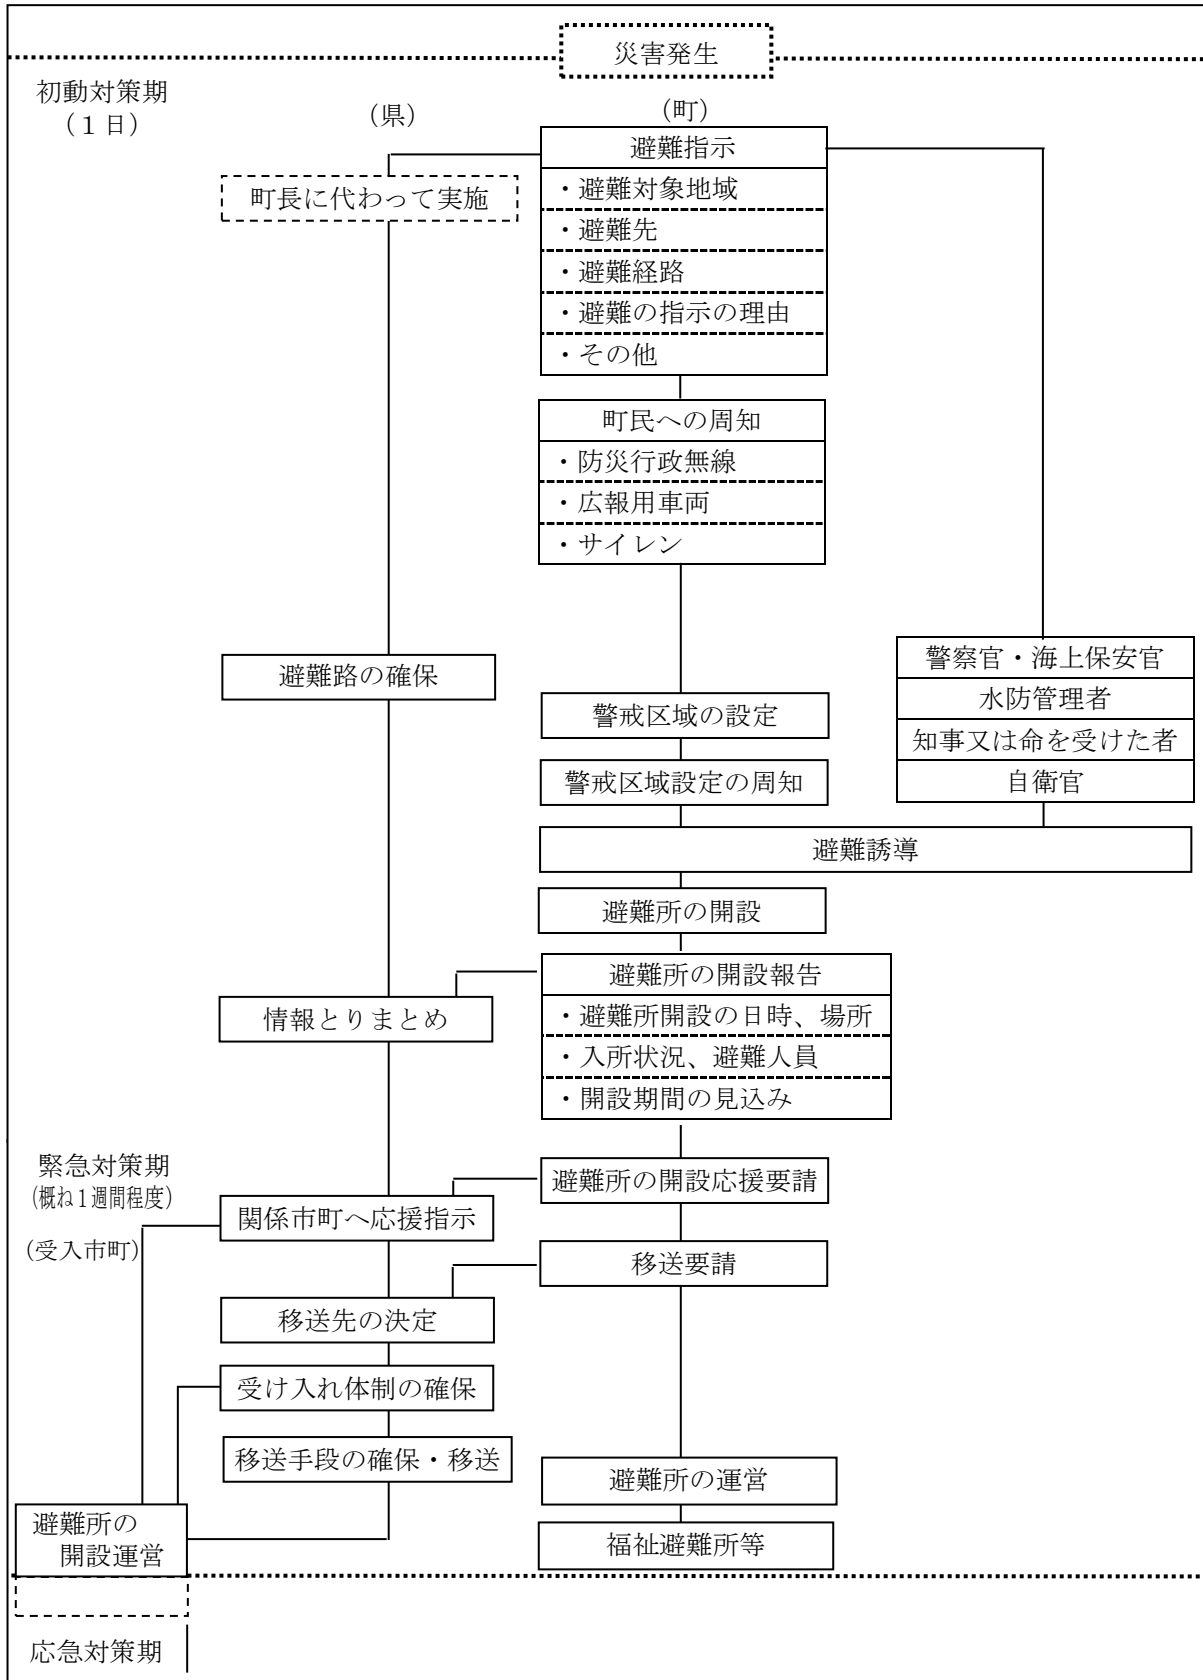 災害発生
初動対策期
（１日）
（県）
（町）
避難指示
・避難対象地域
・避難先
・避難経路
・避難の指示の理由
・その他
町長に代わって実施
町民への周知
・防災行政無線
・広報用車両
・サイレン
避難路の確保
警察官・海上保安官
水防管理者
知事又は命を受けた者
自衛官
警戒区域の設定
警戒区域設定の周知
避難誘導
避難所の開設
避難所の開設報告
・避難所開設の日時、場所
・入所状況、避難人員
・開設期間の見込み
情報とりまとめ
緊急対策期
（概ね１週間程度）
（受入市町）
避難所の開設応援要請
関係市町へ応援指示
移送要請
移送先の決定
受け入れ体制の確保
移送手段の確保・移送
避難所の運営
避難所の
開設運営
福祉避難所等
応急対策期